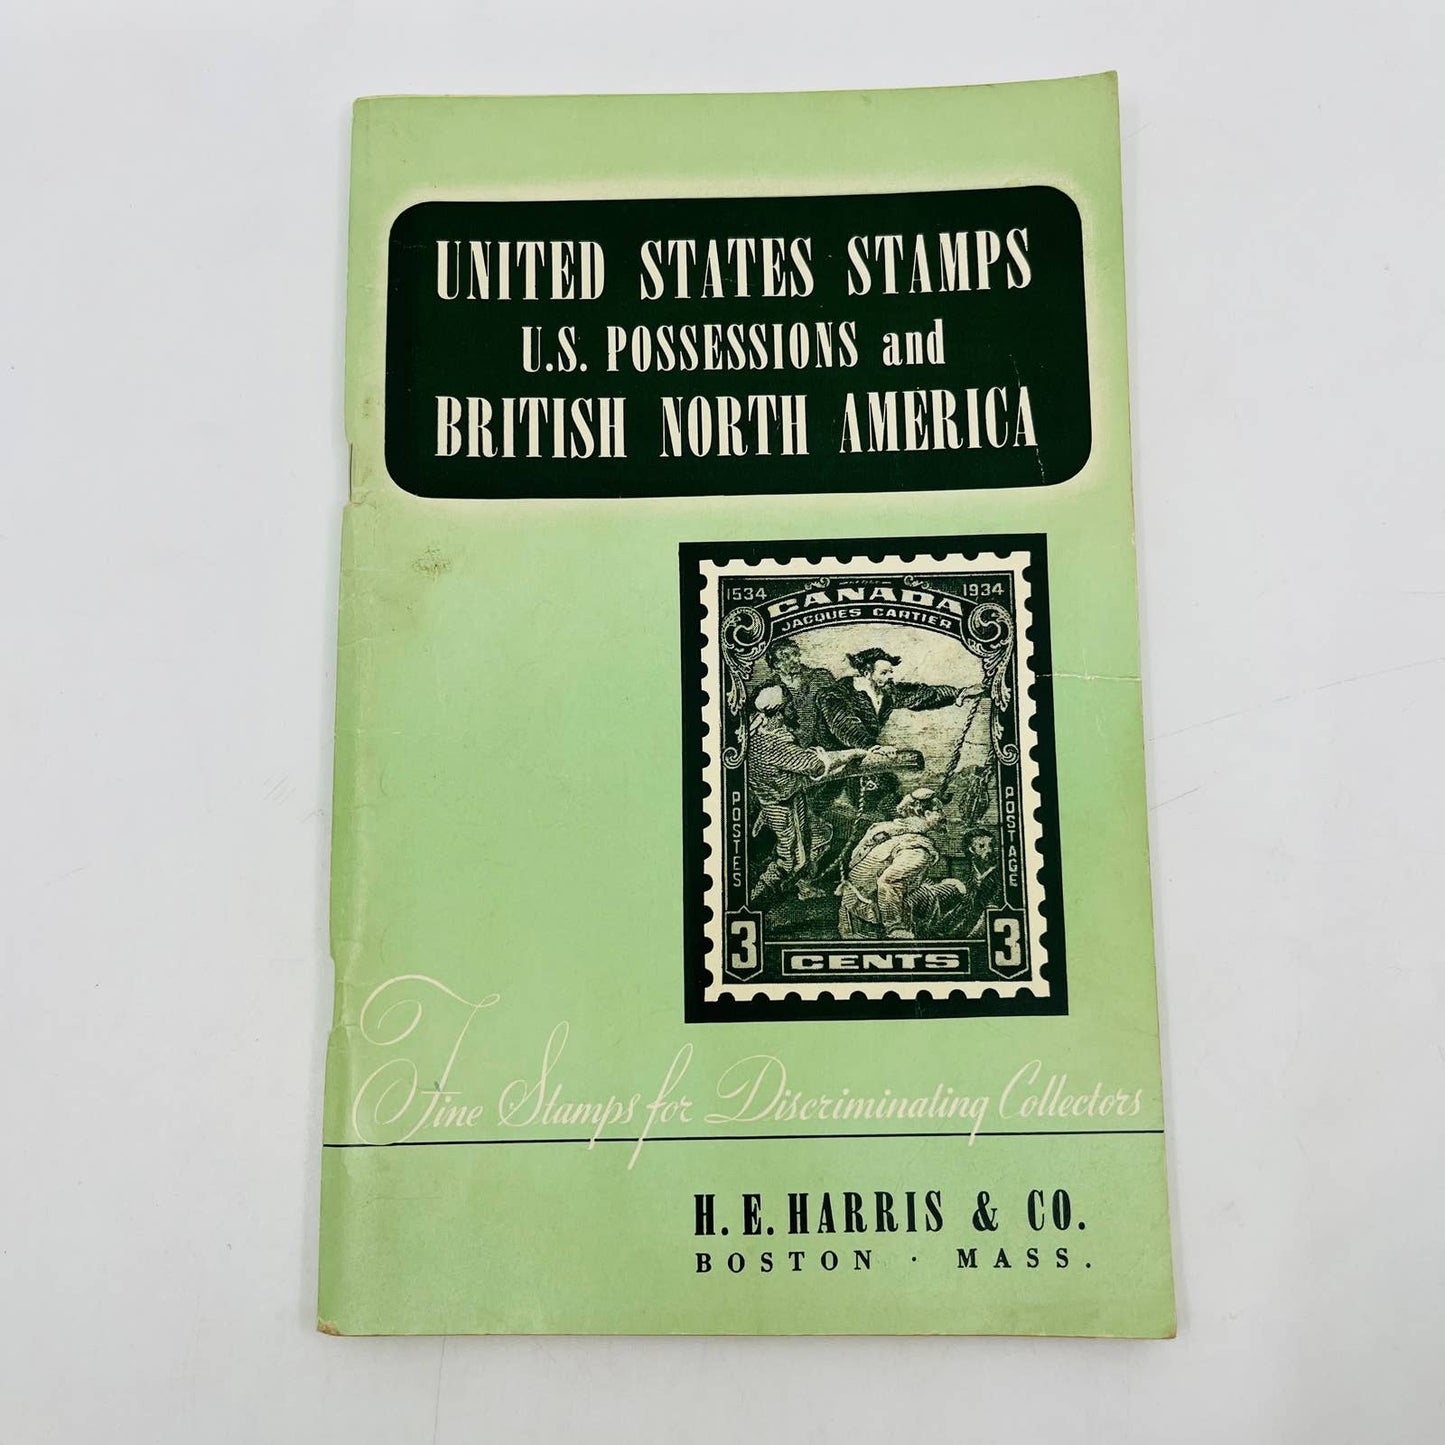 UNITED STATES STAMPS
U.S. POSSESSIONS and
BRITISH NORTH AMERICA
1534 1934
CANADA
JACQUES CARTIER
POSTES
POSTAGE
3 CENTS 3
Fine Stamps for Discriminating Collectors
H. E. HARRIS & CO.
BOSTON · MASS.